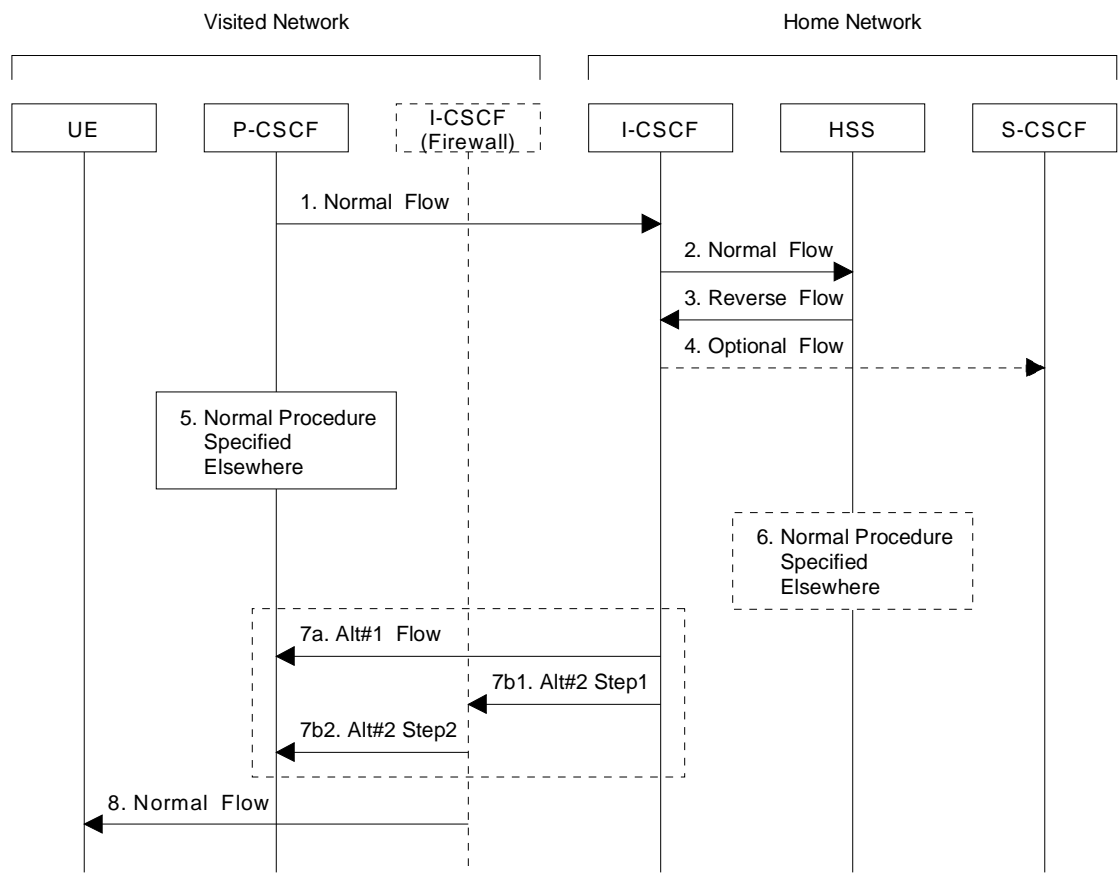 Visited Network
Home Network
UE
P-CSCF
I-CSCF
(Firewall)
I-CSCF
HSS
S-CSCF
1. Normal Flow
2. Normal Flow
3. Reverse Flow
4. Optional Flow
5. Normal Procedure
Specified
Elsewhere
6. Normal Procedure
Specified
Elsewhere
7a. Alt#1 Flow
7b1. Alt#2 Step1
7b2. Alt#2 Step2
8. Normal Flow